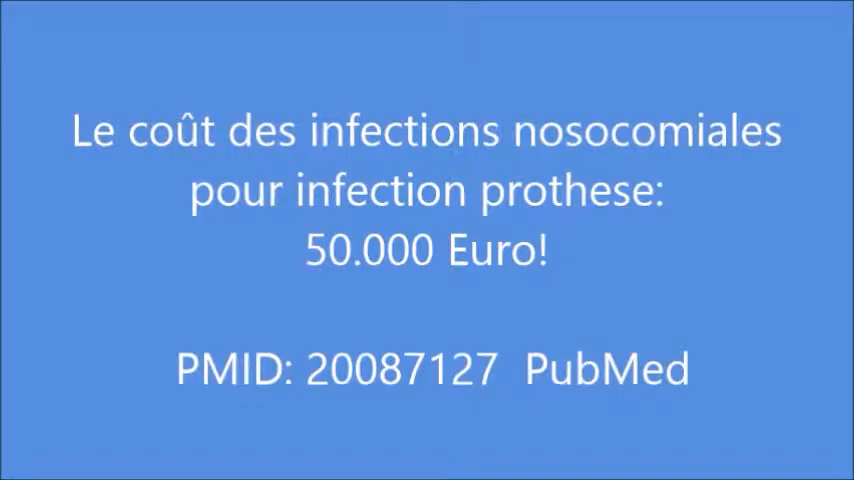 Le coût des infections nosocomiales
pour infection prothese:
50.000 Euro!
PMID: 20087127 PubMed